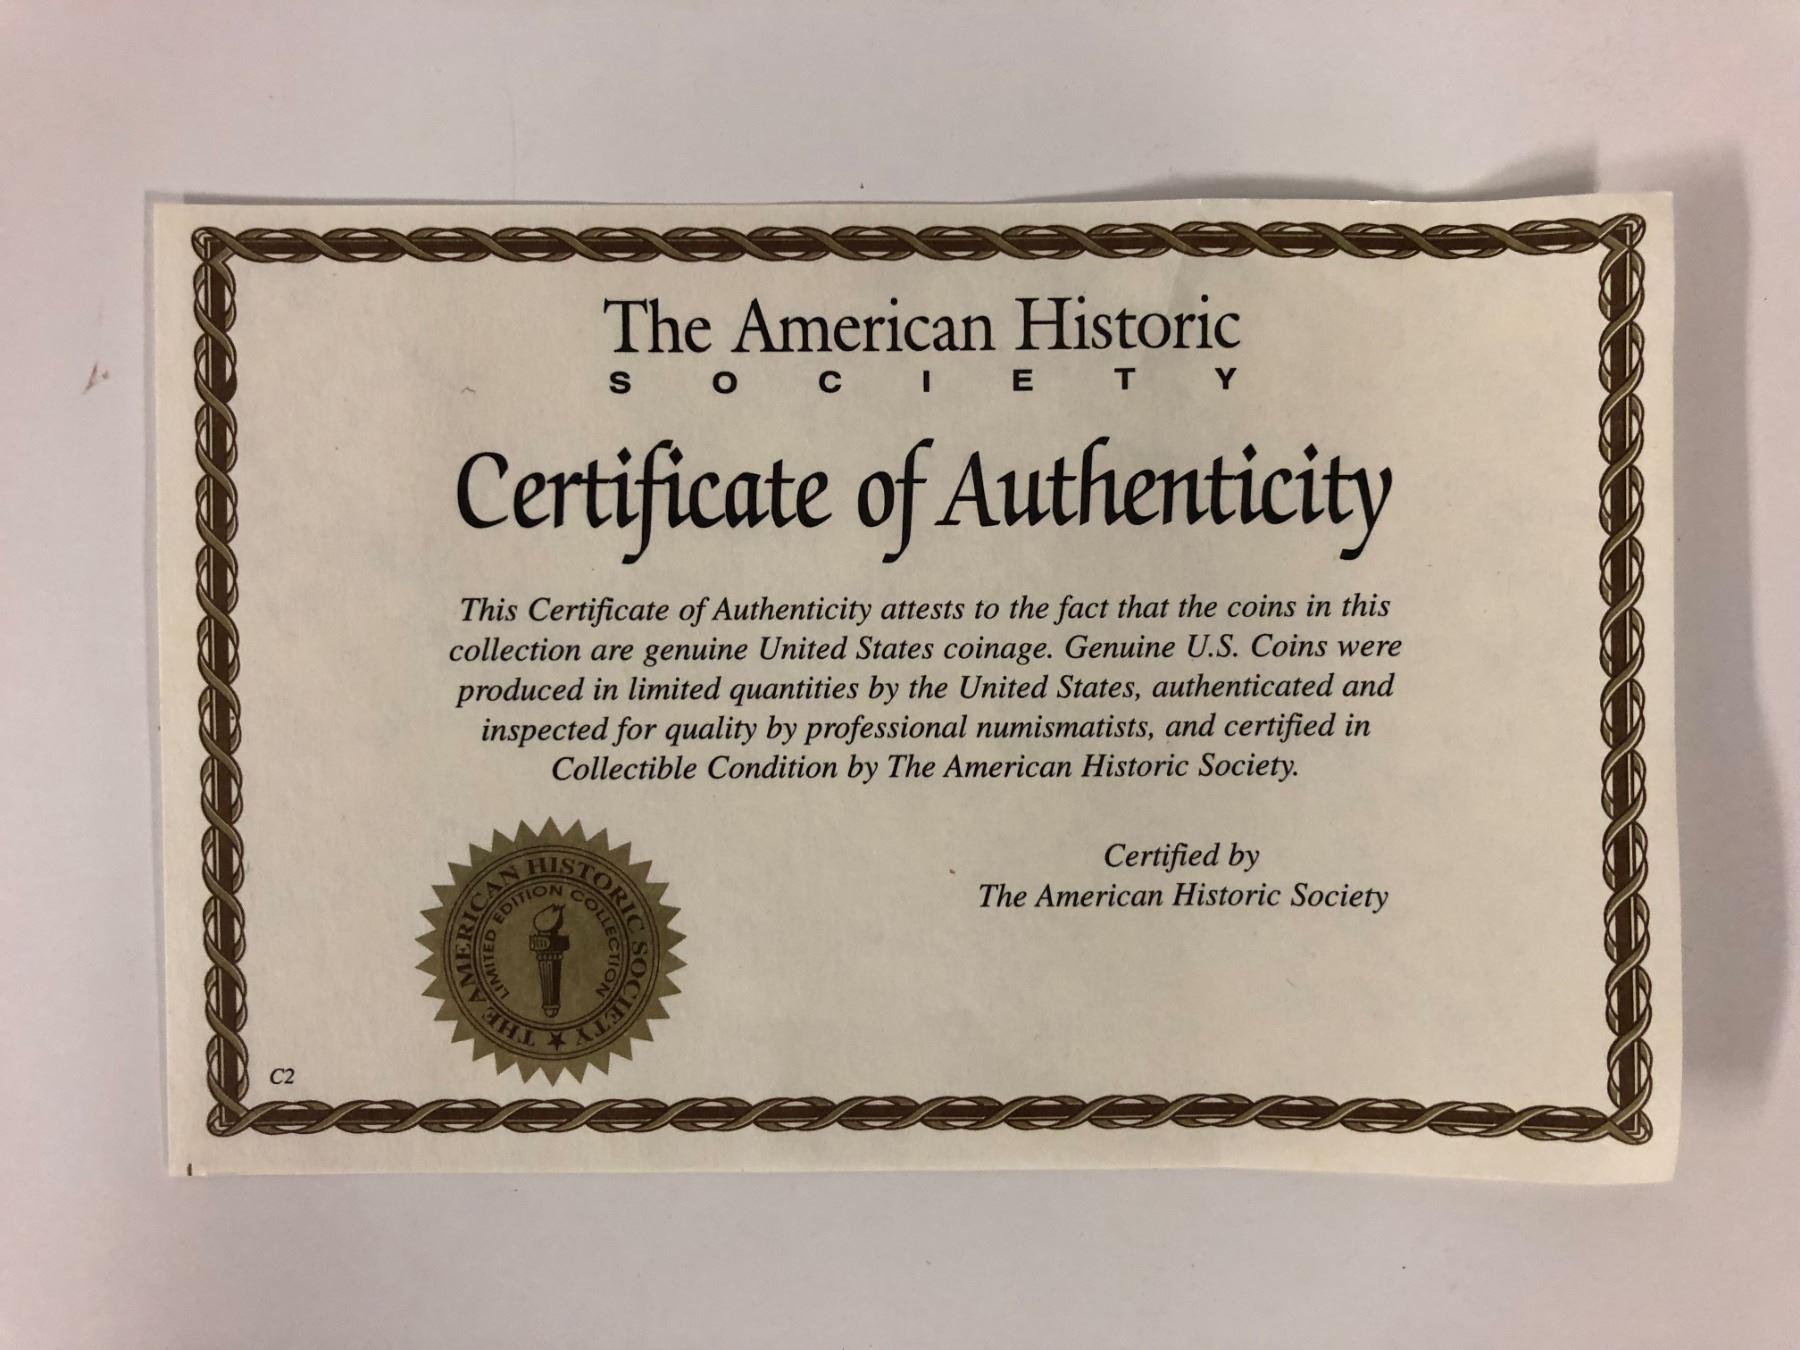 The American Historic
SOCIETY
Certificate of Authenticity
This Certificate of Authenticity attests to the fact that the coins in this
collection are genuine United States coinage. Genuine U.S. Coins were
produced in limited quantities by the United States, authenticated and
inspected for quality by professional numismatists, and certified in
Collectible Condition by The American Historic Society.
Certified by
The American Historic Society
THE AMERICAN HISTORIC SOCIETY
LIMITED EDITION COLLECTION
C2